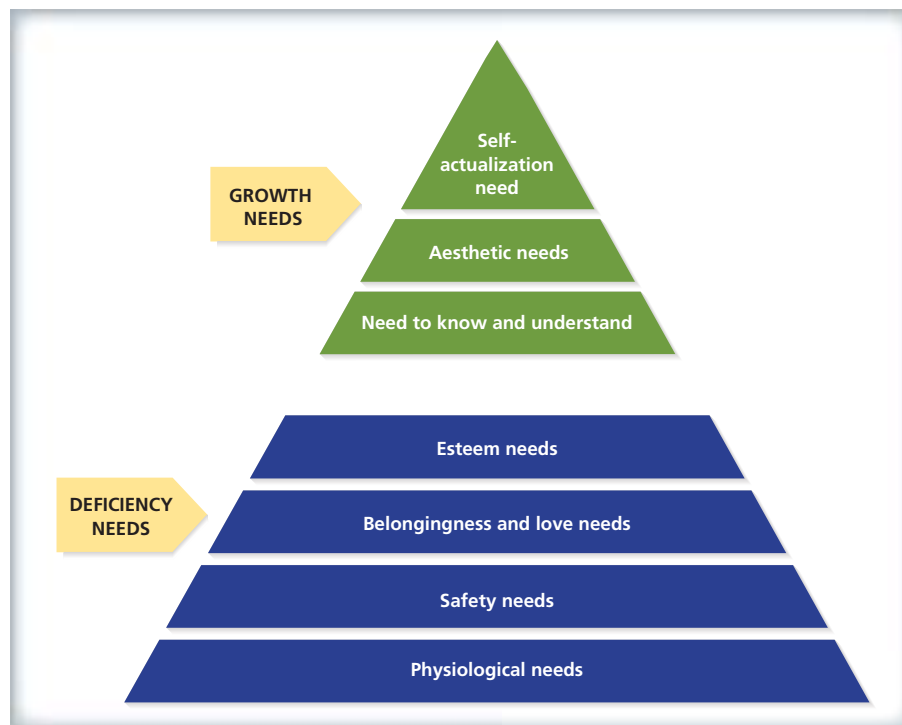 Self-
actualization
need
GROWTH
NEEDS
Aesthetic needs
Need to know and understand
Esteem needs
DEFICIENCY
NEEDS
Belongingness and love needs
Safety needs
Physiological needs